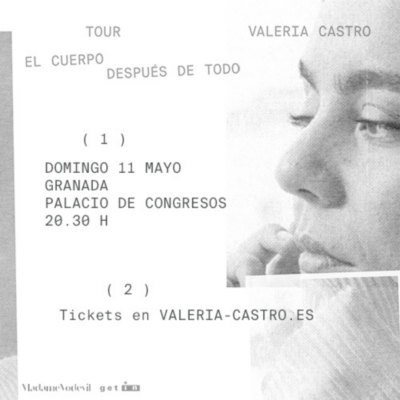 TOUR
VALERIA CASTRO
EL CUERPO
DESPUÉS DE TODO
( 1 )
DOMINGO 11 MAYO
GRANADA
PALACIO DE CONGRESOS
20.30 H
( 2 )
Tickets en VALERIA-CASTRO.ES
MadameVodevil
get in